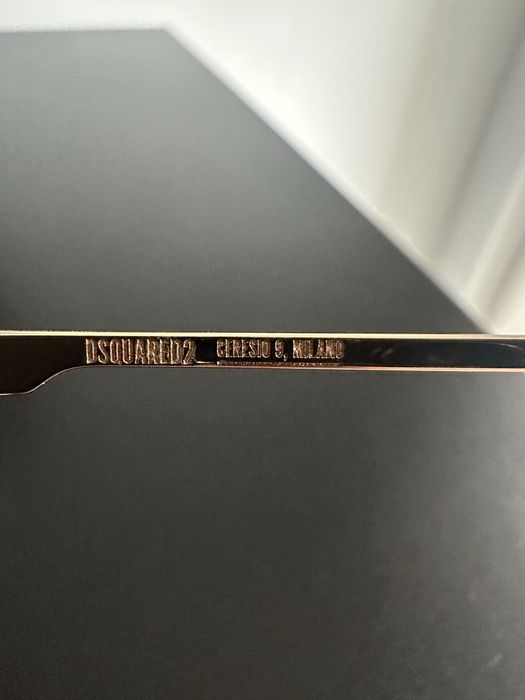 DSQUARED2 CERESIO 9, MILANO